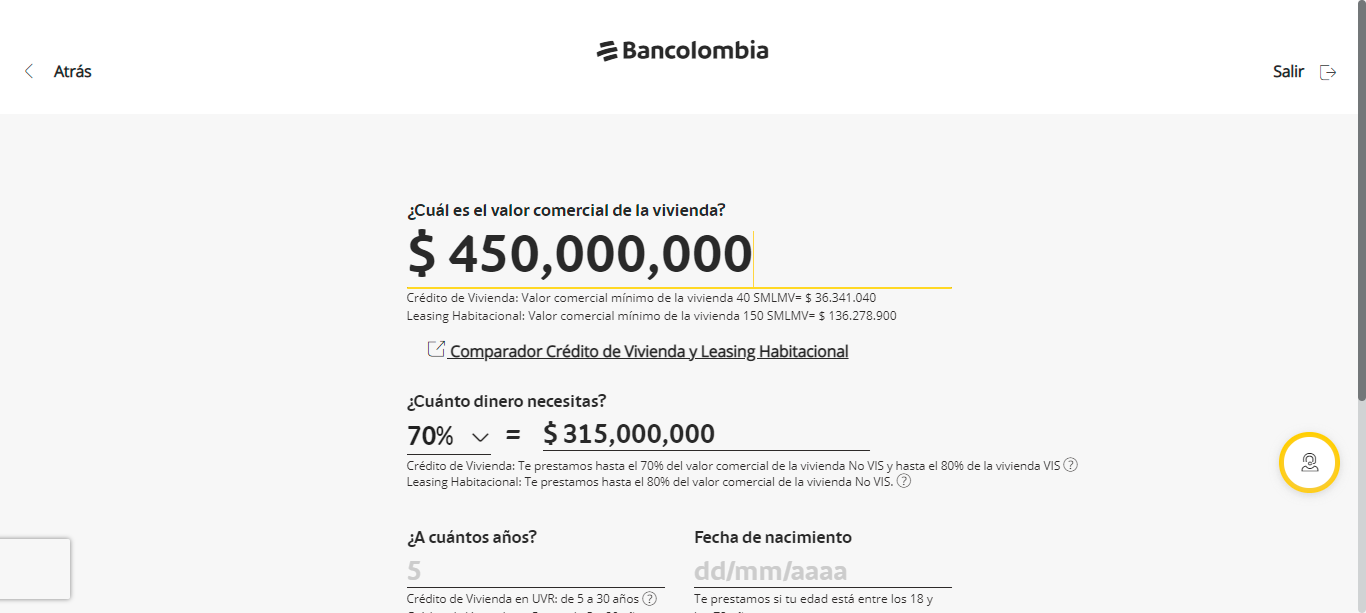 Bancolombia
Atrás
Salir
¿Cuál es el valor comercial de la vivienda?
$ 450,000,000
Crédito de Vivienda: Valor comercial mínimo de la vivienda 40 SMLMV= $ 36.341.040
Leasing Habitacional: Valor comercial mínimo de la vivienda 150 SMLMV= $ 136.278.900
Comparador Crédito de Vivienda y Leasing Habitacional
¿Cuánto dinero necesitas?
70% = $ 315,000,000
Crédito de Vivienda: Te prestamos hasta el 70% del valor comercial de la vivienda No VIS y hasta el 80% de la vivienda VIS ?
Leasing Habitacional: Te prestamos hasta el 80% del valor comercial de la vivienda No VIS. ?
¿A cuántos años?
5
Crédito de Vivienda en UVR: de 5 a 30 años ?
Fecha de nacimiento
dd/mm/aaaa
Te prestamos si tu edad está entre los 18 y